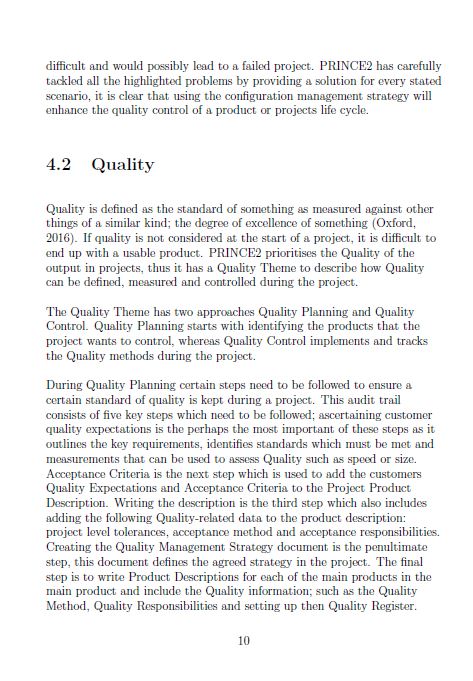 difficult and would possibly lead to a failed project. PRINCE2 has carefully
tackled all the highlighted problems by providing a solution for every stated
scenario, it is clear that using the configuration management strategy will
enhance the quality control of a product or projects life cycle.
4.2 Quality
Quality is defined as the standard of something as measured against other
things of a similar kind; the degree of excellence of something (Oxford,
2016). If quality is not considered at the start of a project, it is difficult to
end up with a usable product. PRINCE2 prioritises the Quality of the
output in projects, thus it has a Quality Theme to describe how Quality
can be defined, measured and controlled during the project.
The Quality Theme has two approaches Quality Planning and Quality
Control. Quality Planning starts with identifying the products that the
project wants to control, whereas Quality Control implements and tracks
the Quality methods during the project.
During Quality Planning certain steps need to be followed to ensure a
certain standard of quality is kept during a project. This audit trail
consists of five key steps which need to be followed; ascertaining customer
quality expectations is the perhaps the most important of these steps as it
outlines the key requirements, identifies standards which must be met and
measurements that can be used to assess Quality such as speed or size.
Acceptance Criteria is the next step which is used to add the customers
Quality Expectations and Acceptance Criteria to the Project Product
Description. Writing the description is the third step which also includes
adding the following Quality-related data to the product description:
project level tolerances, acceptance method and acceptance responsibilities.
Creating the Quality Management Strategy document is the penultimate
step, this document defines the agreed strategy in the project. The final
step is to write Product Descriptions for each of the main products in the
main product and include the Quality information; such as the Quality
Method, Quality Responsibilities and setting up then Quality Register.
10